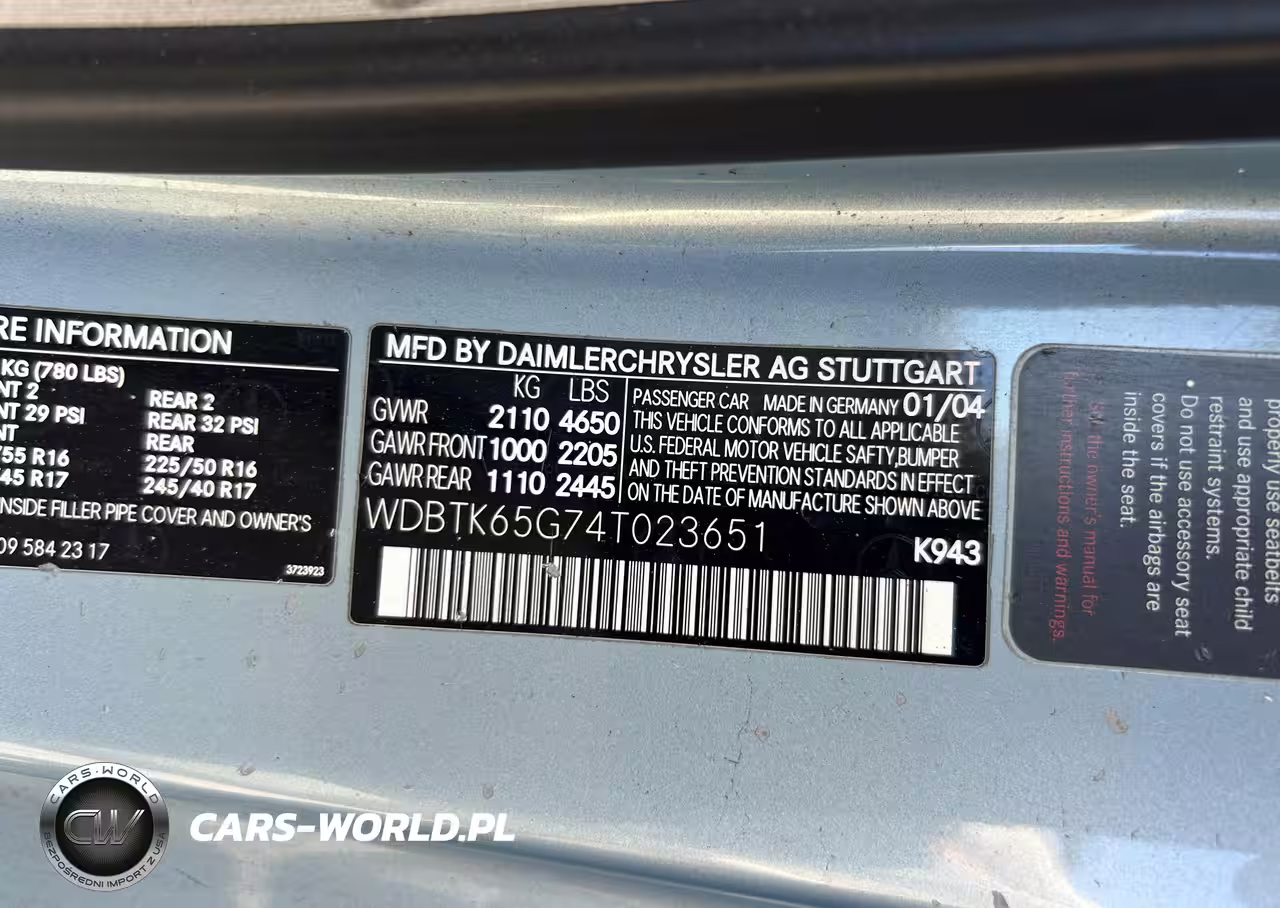 RE INFORMATION
KG (780 LBS)
NT 2 REAR 2
NT 29 PSI REAR 32 PSI
NT REAR
/55 R16 225/50 R16
/45 R17 245/40 R17
INSIDE FILLER PIPE COVER AND OWNER'S
09 584 23 17
3723923
MFD BY DAIMLERCHRYSLER AG STUTTGART
KG LBS
GVWR 2110 4650
GAWR FRONT 1000 2205
GAWR REAR 1110 2445
PASSENGER CAR MADE IN GERMANY 01/04
THIS VEHICLE CONFORMS TO ALL APPLICABLE
U.S. FEDERAL MOTOR VEHICLE SAFTY,BUMPER
AND THEFT PREVENTION STANDARDS IN EFFECT
ON THE DATE OF MANUFACTURE SHOWN ABOVE
WDBTK65G74T023651
K943
properly use seatbelts
and use appropriate child
restraint systems.
Do not use accessory seat
covers if the airbags are
inside the seat.
the owner's manual for
further instructions and warnings.
CARS-WORLD
CW
BEZPOŚREDNI IMPORT Z USA
CARS-WORLD.PL